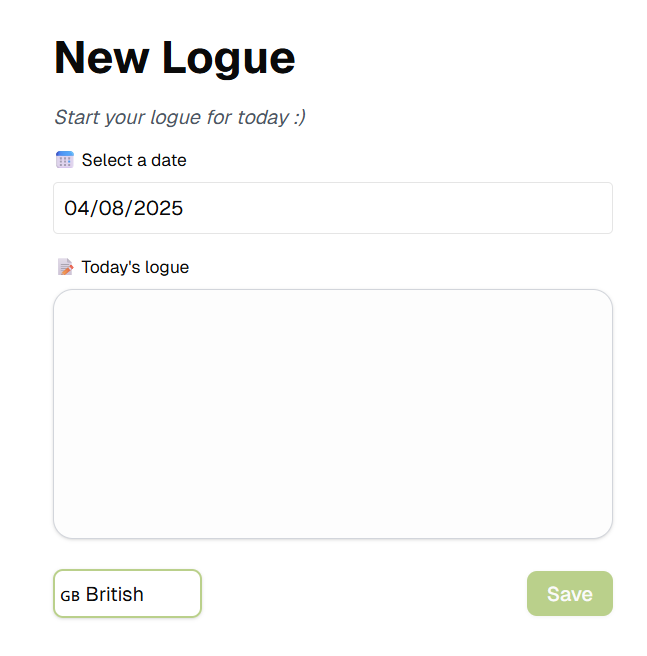 New Logue
Start your logue for today :)
Select a date
04/08/2025
Today's logue
GB British
Save